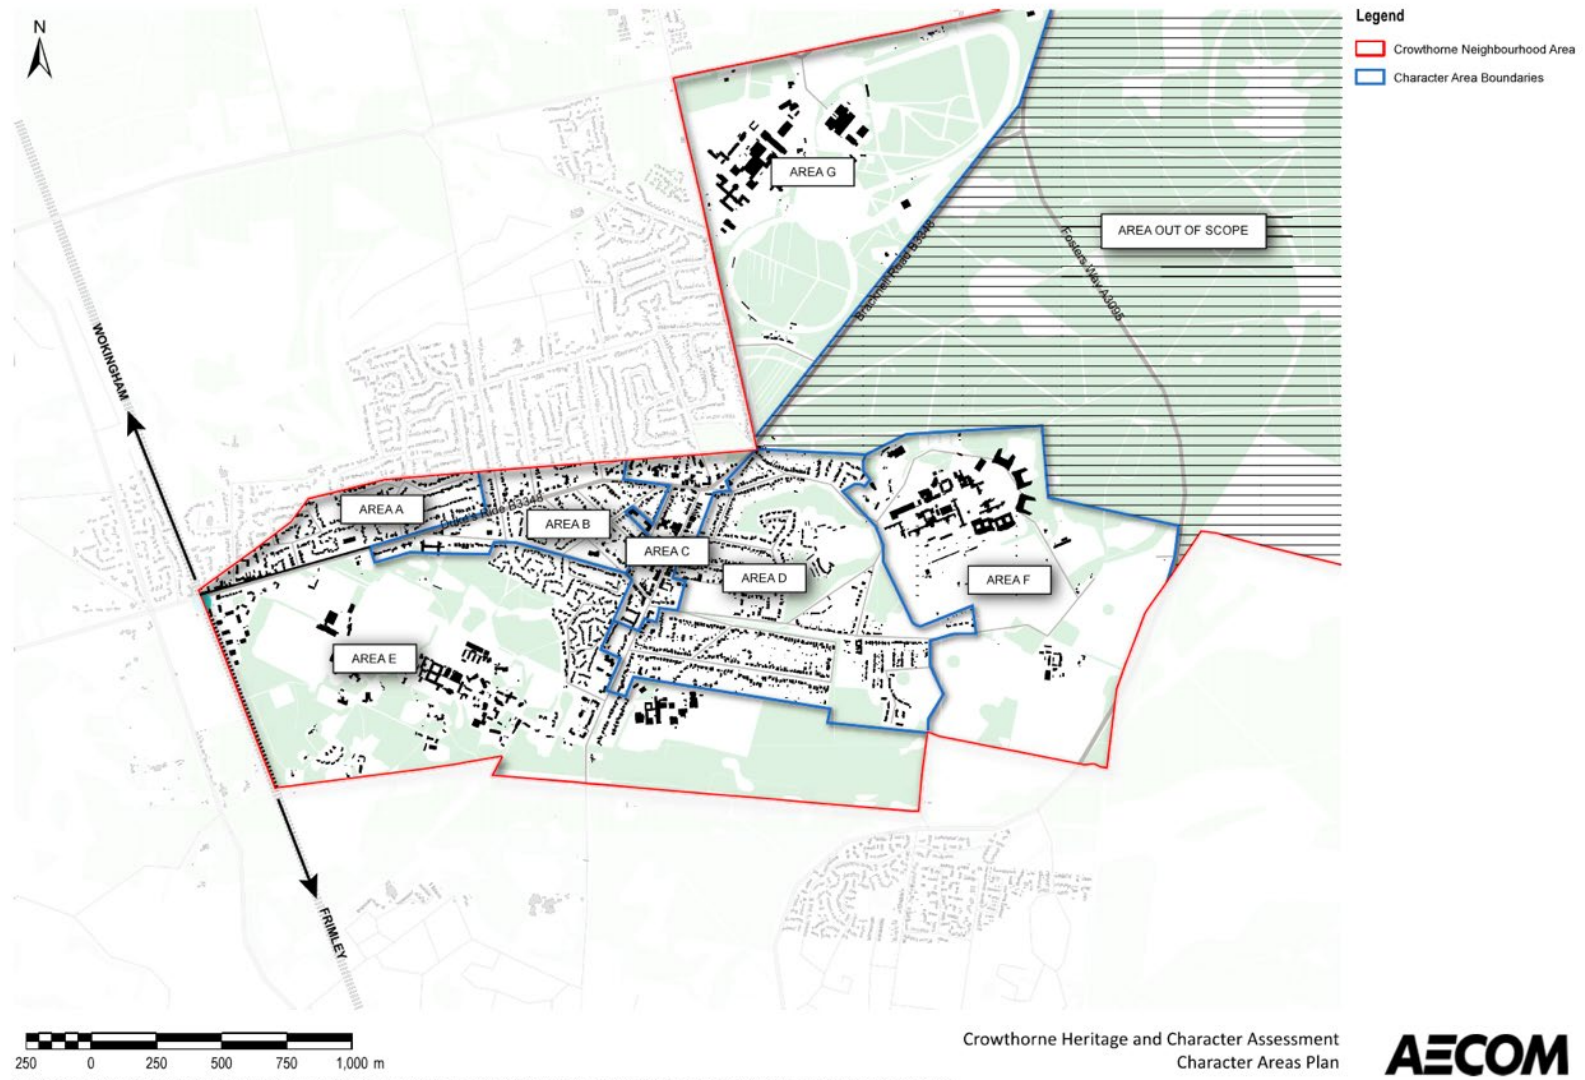 N
Legend
Crowthorne Neighbourhood Area
Character Area Boundaries
AREA G
AREA OUT OF SCOPE
Bracknell Road B3348
Fosters Way A3095
WOKINGHAM
AREA A
Duke's Ride B3348
AREA B
AREA C
AREA D
AREA F
AREA E
FRIMLEY
250 0 250 500 750 1,000 m
Crowthorne Heritage and Character Assessment
Character Areas Plan
AECOM